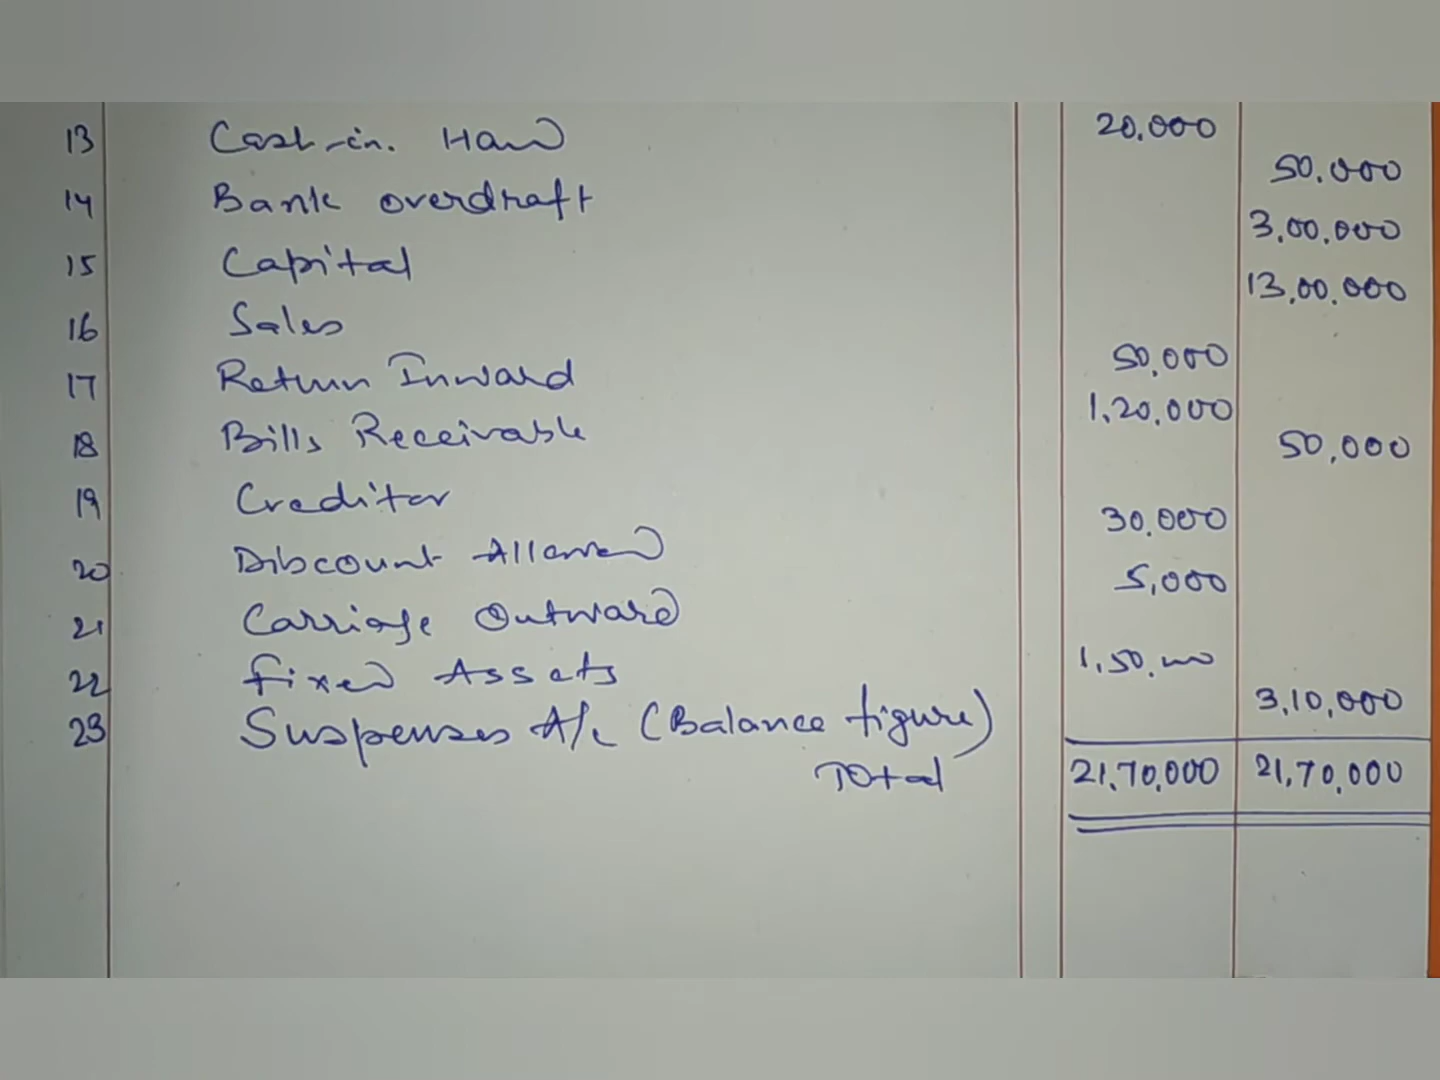 13 Cash-in. Hand 20,000
14 Bank overdraft 50,000
15 Capital 3,00,000
16 Sales 13,00,000
17 Return Inward 50,000
18 Bills Receivable 1,20,000
19 Creditor 50,000
20 Discount Allowed 30,000
21 Carriage Outward 5,000
22 Fixed Assets 1,50,000
23 Suspenses A/c (Balance figure) 3,10,000
Total 21,70,000 21,70,000